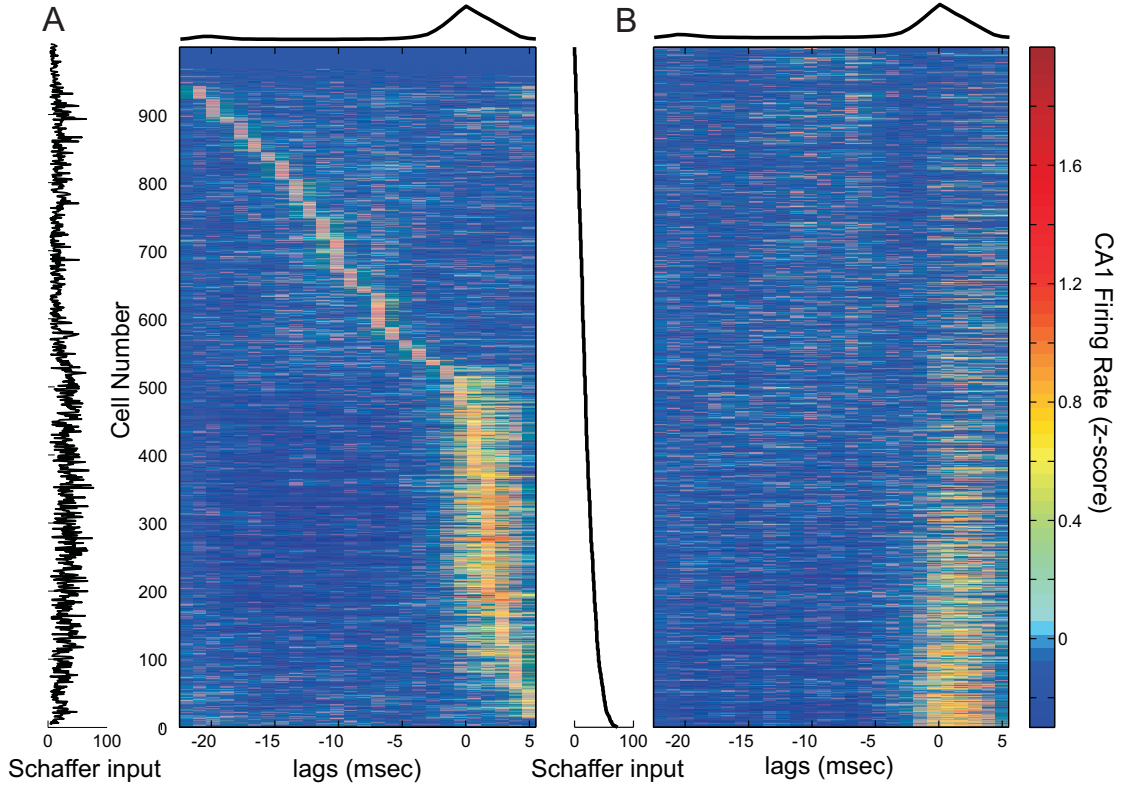 A
B
900
800
700
600
500
400
300
200
100
0
Cell Number
1.6
1.2
0.8
0.4
0
CA1 Firing Rate (z-score)
0 100
-20 -15 -10 -5 0 5
0 100
-20 -15 -10 -5 0 5
Schaffer input
lags (msec)
Schaffer input
lags (msec)